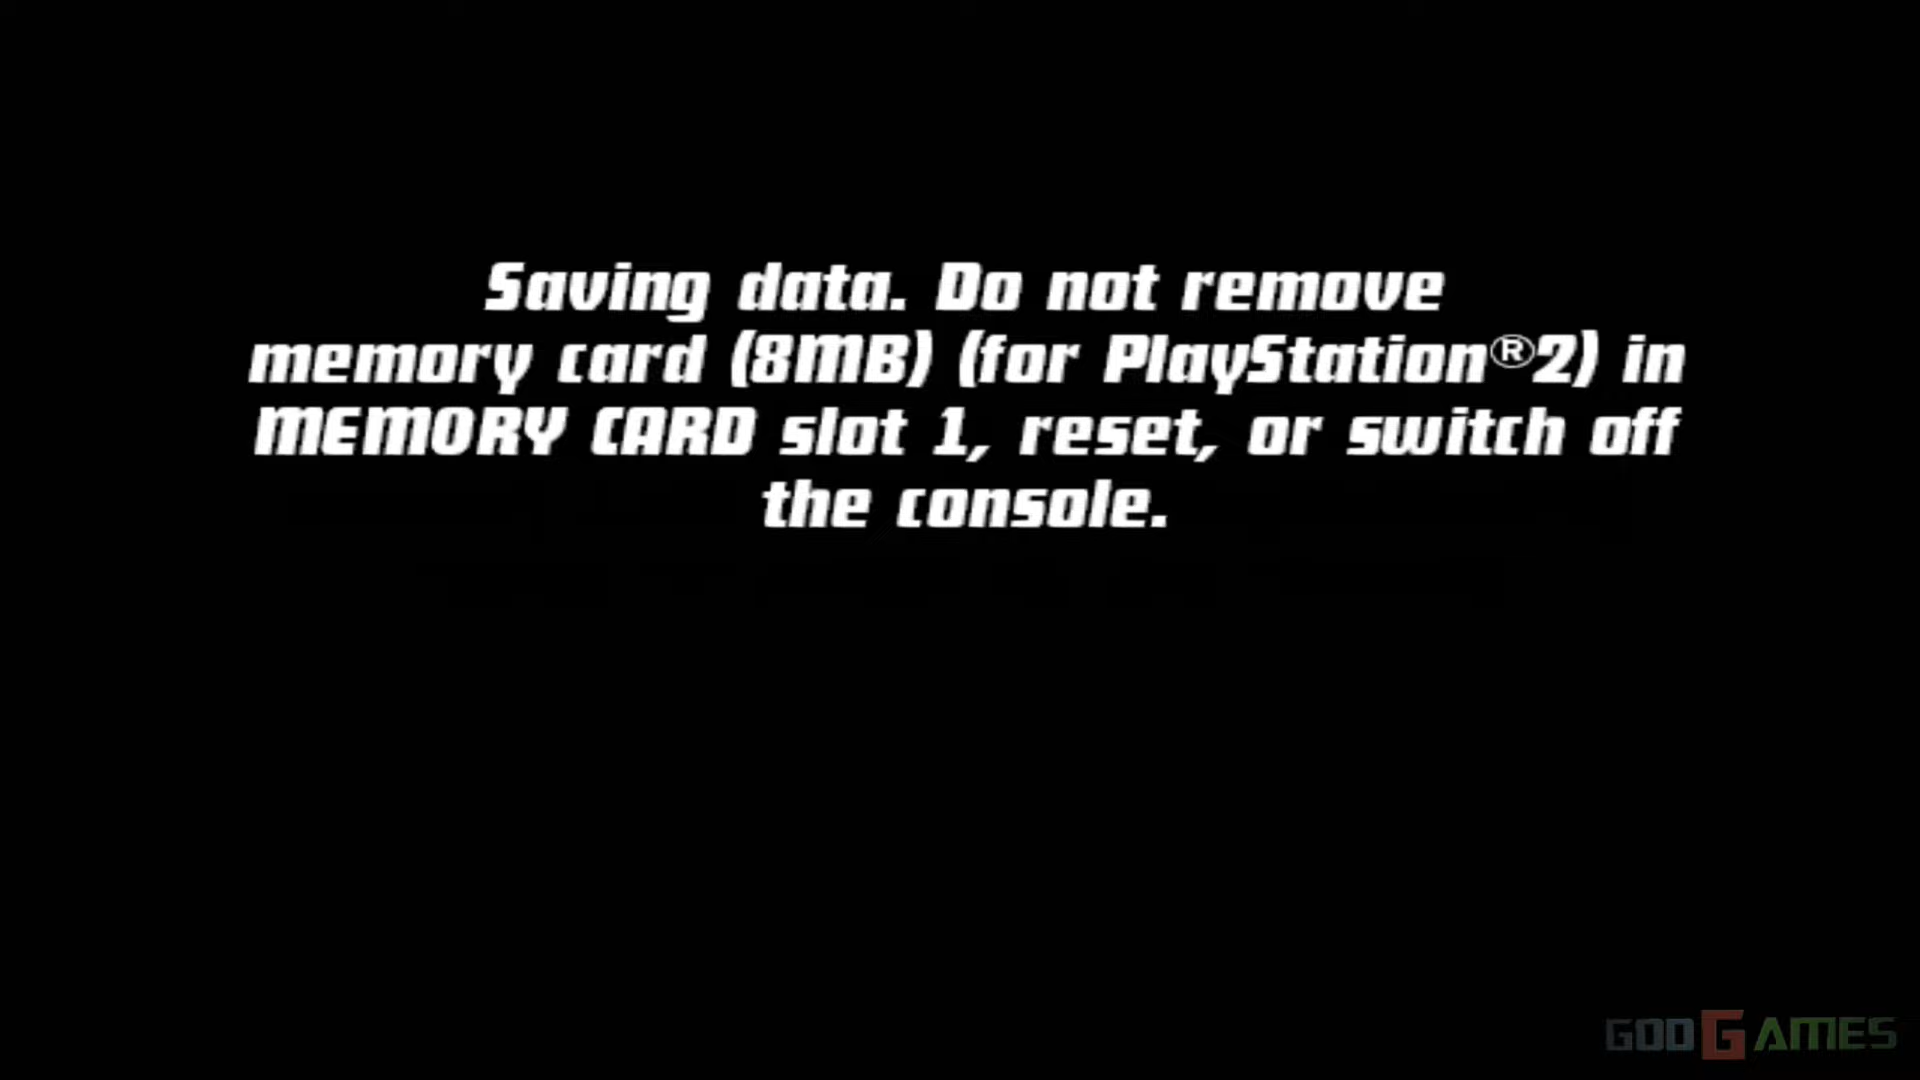 Saving data. Do not remove
memory card (8MB) (for PlayStation®2) in
MEMORY CARD slot 1, reset, or switch off
the console.
GODGAMES